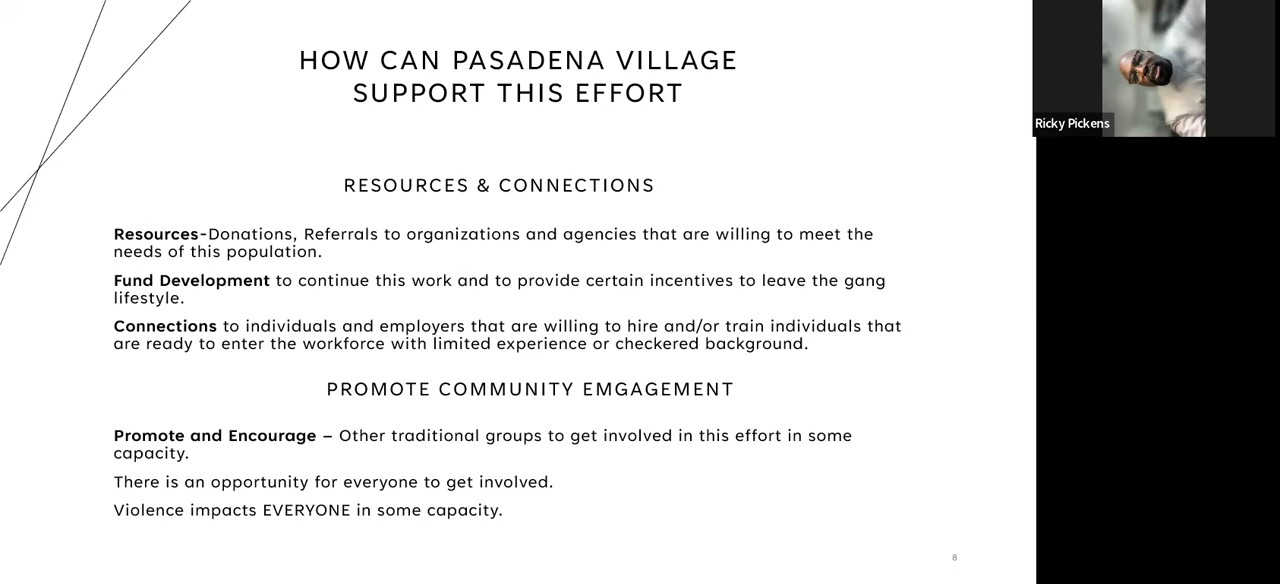 HOW CAN PASADENA VILLAGE
SUPPORT THIS EFFORT
RESOURCES & CONNECTIONS
Resources-Donations, Referrals to organizations and agencies that are willing to meet the
needs of this population.
Fund Development to continue this work and to provide certain incentives to leave the gang
lifestyle.
Connections to individuals and employers that are willing to hire and/or train individuals that
are ready to enter the workforce with limited experience or checkered background.
PROMOTE COMMUNITY EMGAGEMENT
Promote and Encourage – Other traditional groups to get involved in this effort in some
capacity.
There is an opportunity for everyone to get involved.
Violence impacts EVERYONE in some capacity.
8
Ricky Pickens